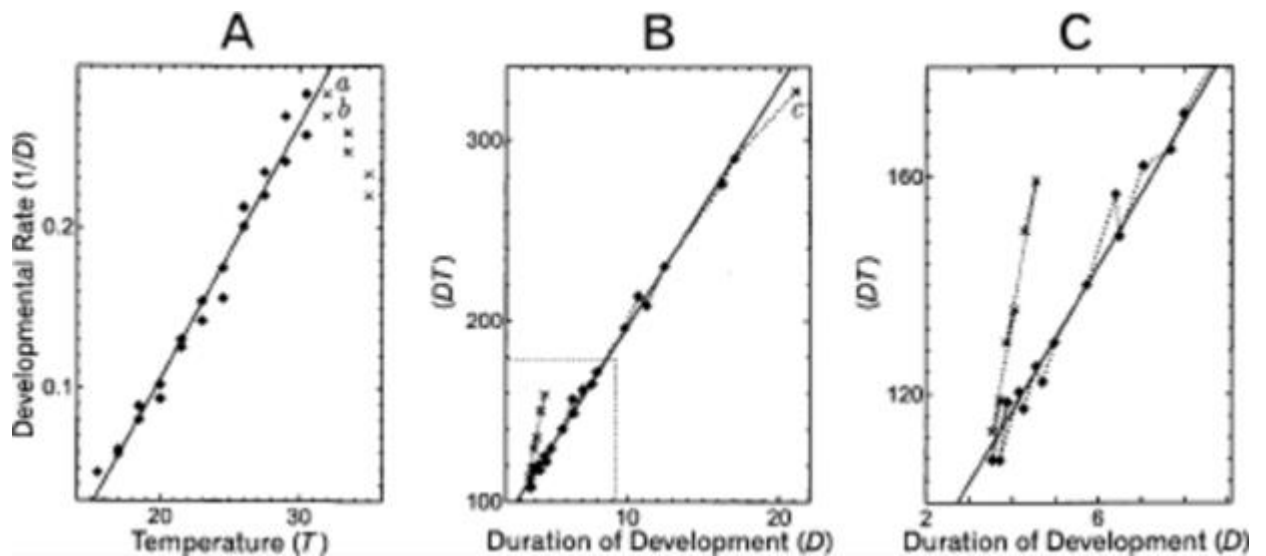 A
B
C
Developmental Rate (1/D)
0.2
0.1
a
b
20
30
Temperature (T)
(DT)
300
200
100
c
10
20
Duration of Development (D)
(DT)
160
120
2
6
Duration of Development (D)